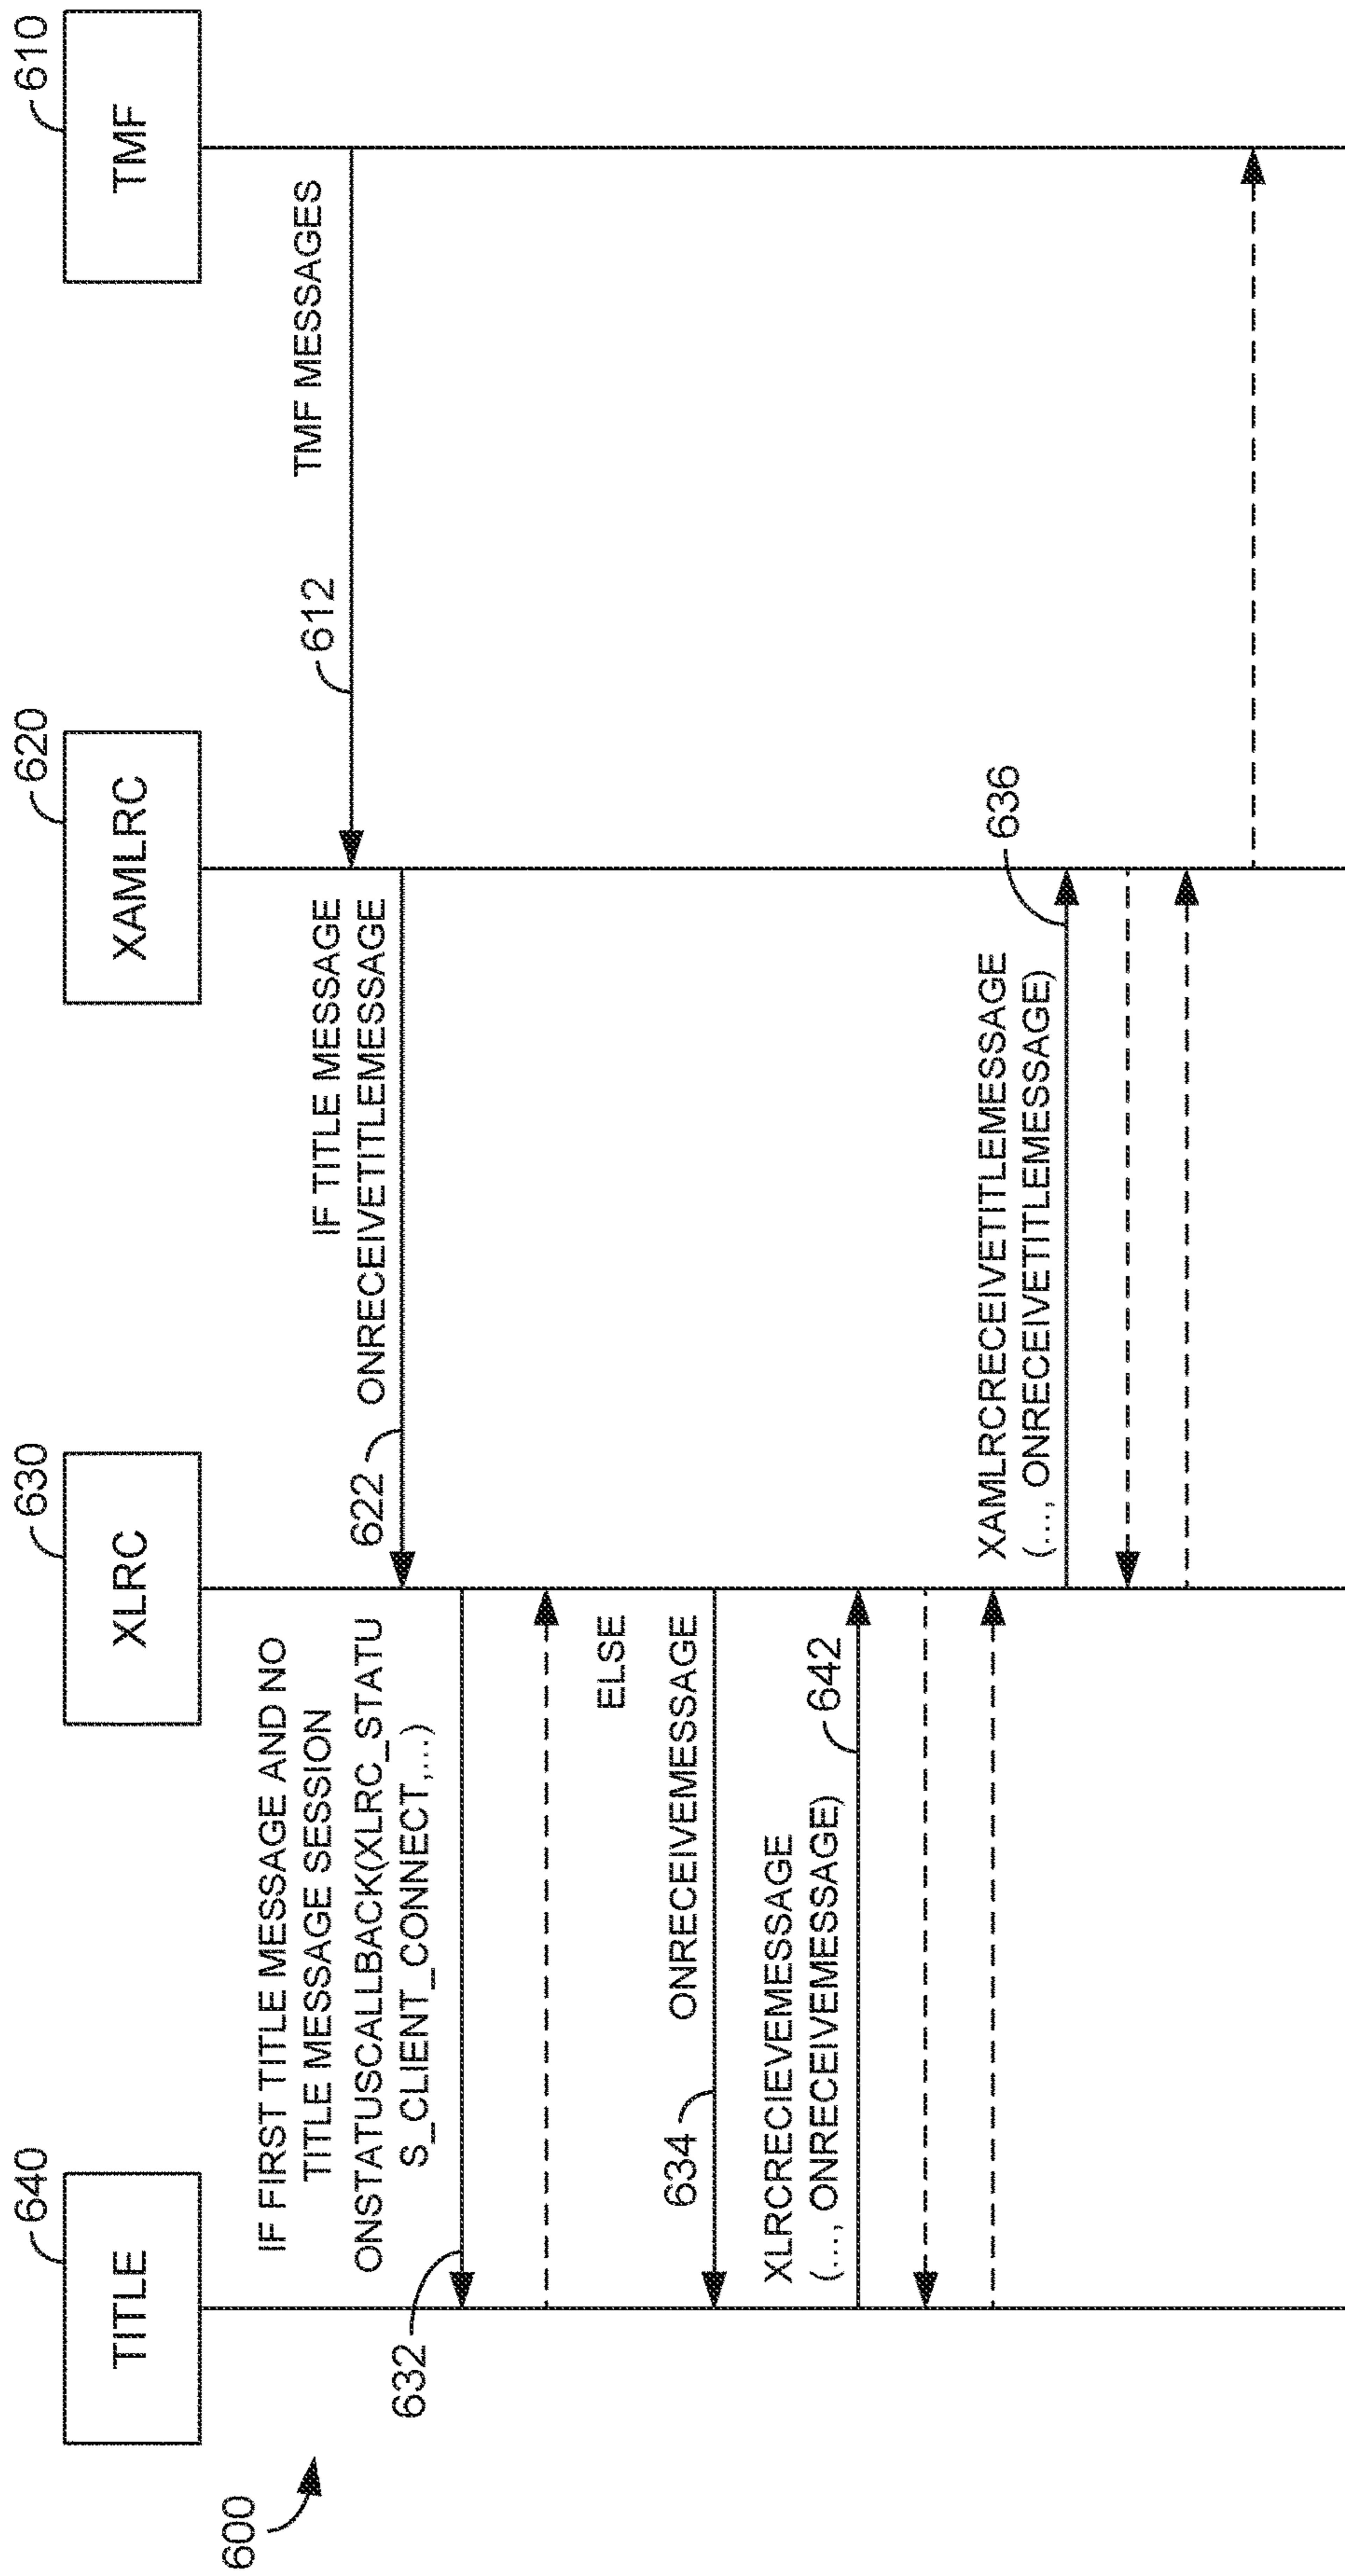 600
640
TITLE
630
XLRC
620
XAMLRC
610
TMF
612
TMF MESSAGES
IF TITLE MESSAGE
ONRECEIVETITLEMESSAGE
622
IF FIRST TITLE MESSAGE AND NO
TITLE MESSAGE SESSION
ONSTATUSCALLBACK(XLRC_STATU
S_CLIENT_CONNECT,...)
632
ELSE
ONRECEIVEMESSAGE
634
XLRCRECIEVEMESSAGE
(..., ONRECEIVEMESSAGE)
642
XAMLRCRECEIVETITLEMESSAGE
(..., ONRECEIVETITLEMESSAGE)
636